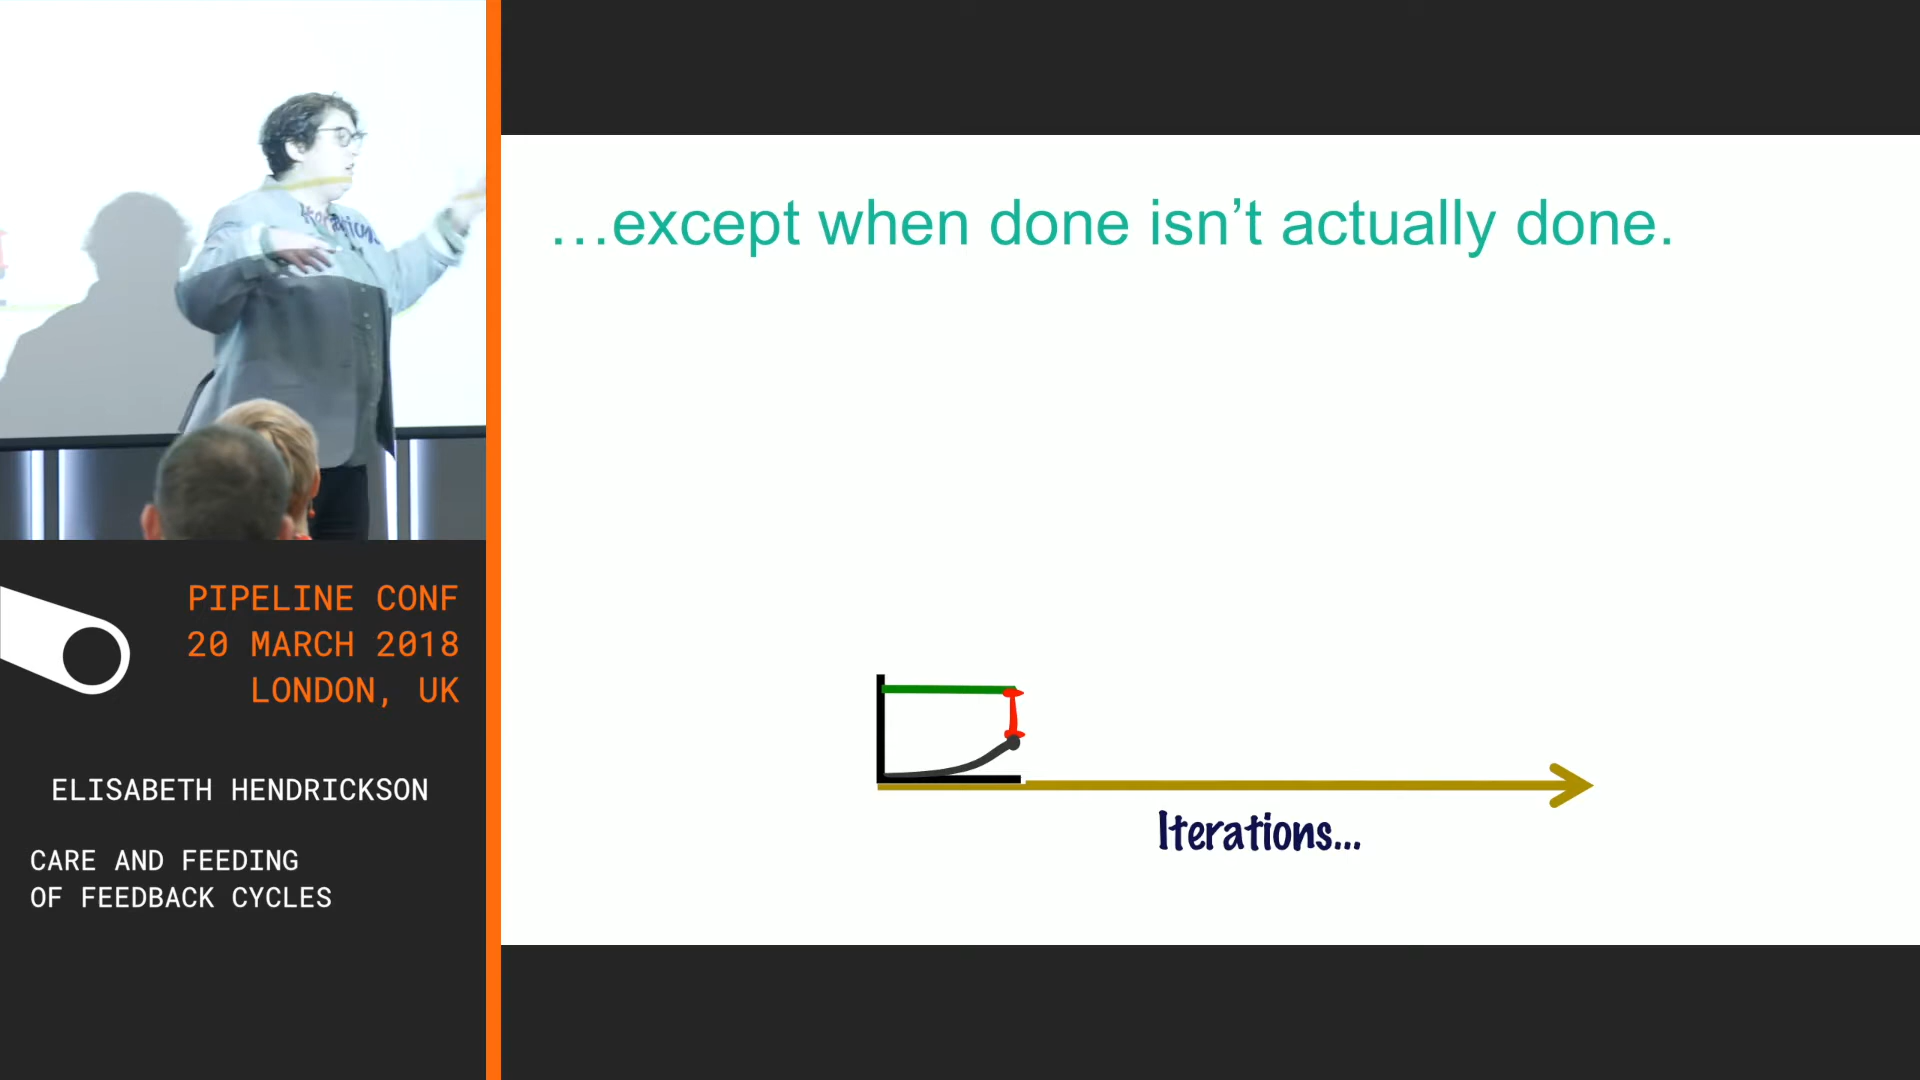 Iterations
PIPELINE CONF
20 MARCH 2018
LONDON, UK
ELISABETH HENDRICKSON
CARE AND FEEDING
OF FEEDBACK CYCLES
…except when done isn’t actually done.
Iterations...